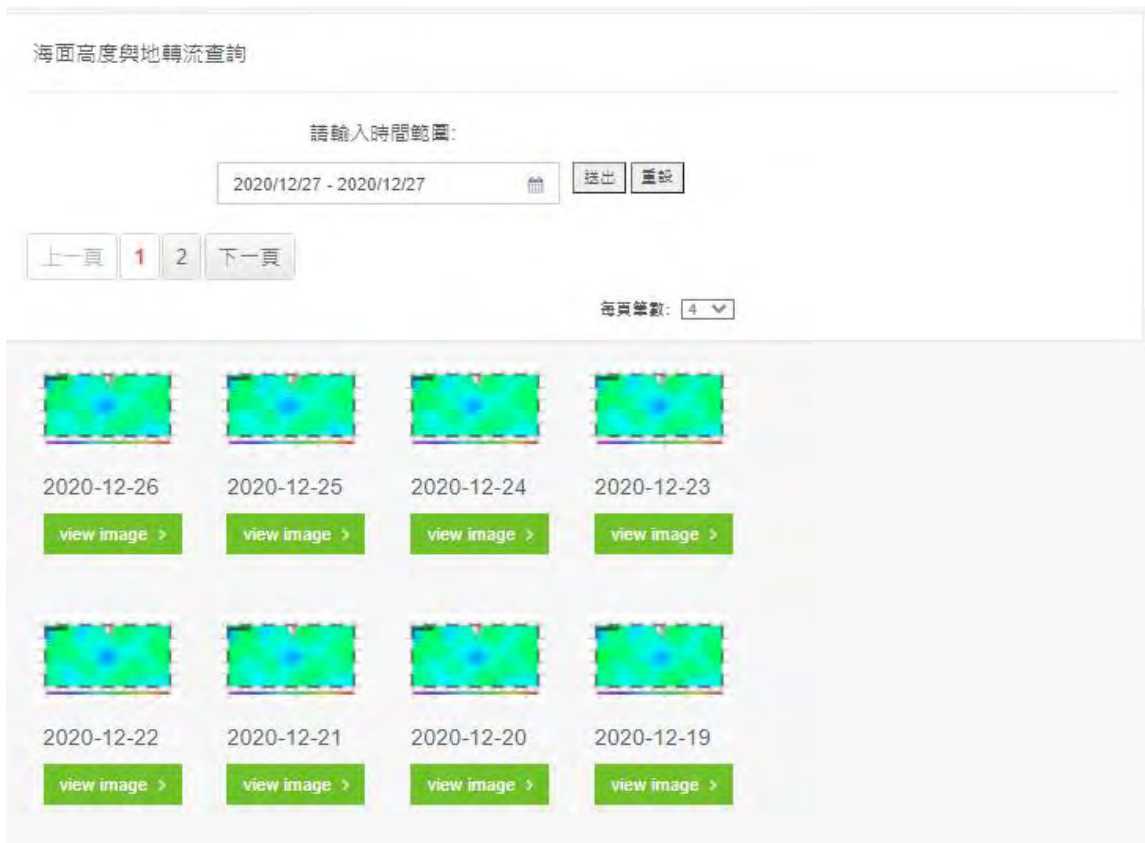 海面高度與地轉流查詢
請輸入時間範圍:
2020/12/27 - 2020/12/27 送出 重設
上一頁 1 2 下一頁
每頁筆數: 4
2020-12-26 2020-12-25 2020-12-24 2020-12-23
view image > view image > view image > view image >
2020-12-22 2020-12-21 2020-12-20 2020-12-19
view image > view image > view image > view image >